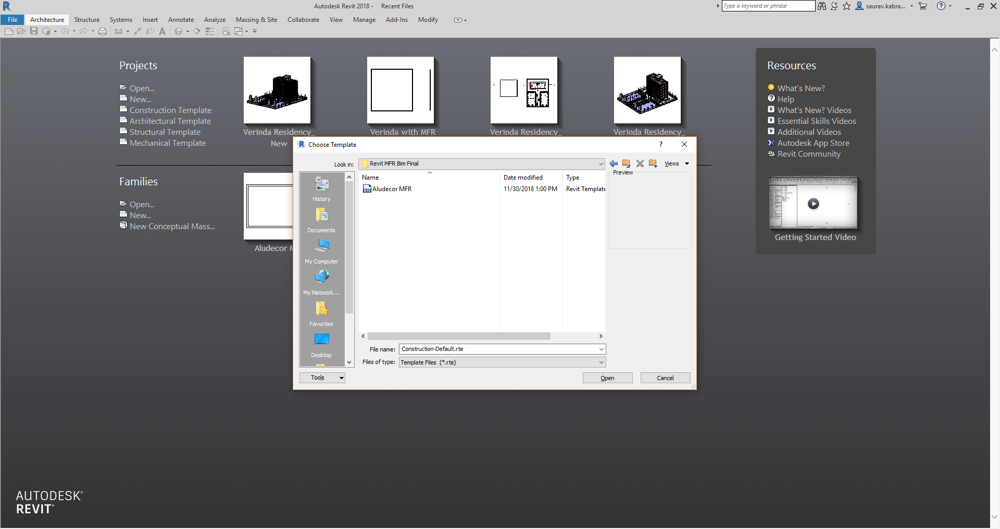 Autodesk Revit 2018 -    Recent Files
Type a keyword or phrase
saurav.kabra...
File Architecture Structure Systems Insert Annotate Analyze Massing & Site Collaborate View Manage Add-Ins Modify
Projects
Open...
New...
Construction Template
Architectural Template
Structural Template
Mechanical Template
Verinda Residency_
New
Verinda with MFR
Verinda Residency_
Verinda Residency_
Families
Open...
New...
New Conceptual Mass...
Aludecor M
Resources
What's New?
Help
What's New? Videos
Essential Skills Videos
Additional Videos
Autodesk App Store
Revit Community
Getting Started Video
Choose Template
Look in: Revit MFR Bim Final
Views
Preview
History
Documents
My Computer
My Network...
Favorites
Desktop
Name Date modified Type
Aludecor MFR 11/30/2018 1:00 PM Revit Template
File name: Construction-Default.rte
Files of type: Template Files (*.rte)
Tools
Open
Cancel
AUTODESK®
REVIT®